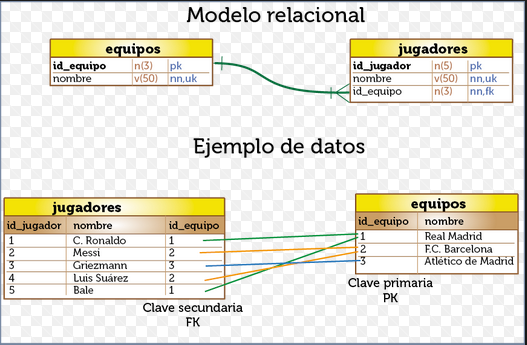 Modelo relacional
equipos
id_equipo n(3) pk
nombre v(50) nn,uk
jugadores
id_jugador n(5) pk
nombre v(50) nn,uk
id_equipo n(3) nn,fk
Ejemplo de datos
jugadores
id_jugador nombre id_equipo
1 C. Ronaldo 1
2 Messi 2
3 Griezmann 3
4 Luis Suárez 2
5 Bale 1
Clave secundaria
FK
equipos
id_equipo nombre
1 Real Madrid
2 F.C. Barcelona
3 Atlético de Madrid
Clave primaria
PK